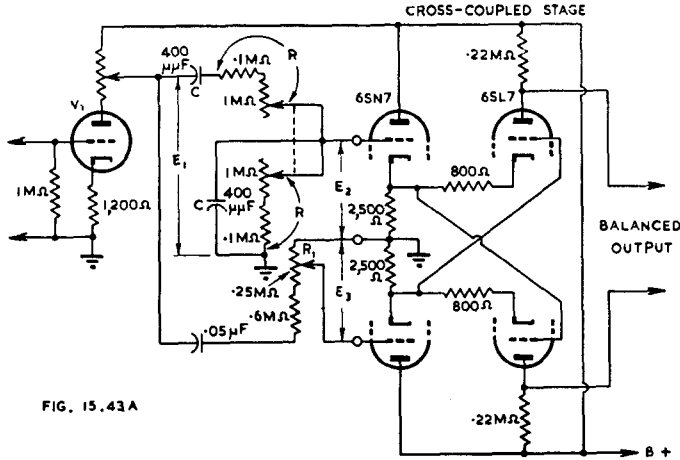 CROSS-COUPLED STAGE
400
μμF
C
.1MΩ
R
1MΩ
6SN7
6SL7
.22MΩ
V1
E1
1MΩ
1,200Ω
C
400
μμF
1MΩ
.1MΩ
R
E2
2,500
Ω
800Ω
BALANCED
OUTPUT
R1
.25MΩ
.6MΩ
E3
2,500
Ω
800Ω
.05μF
.22MΩ
B+
FIG. 15.43A